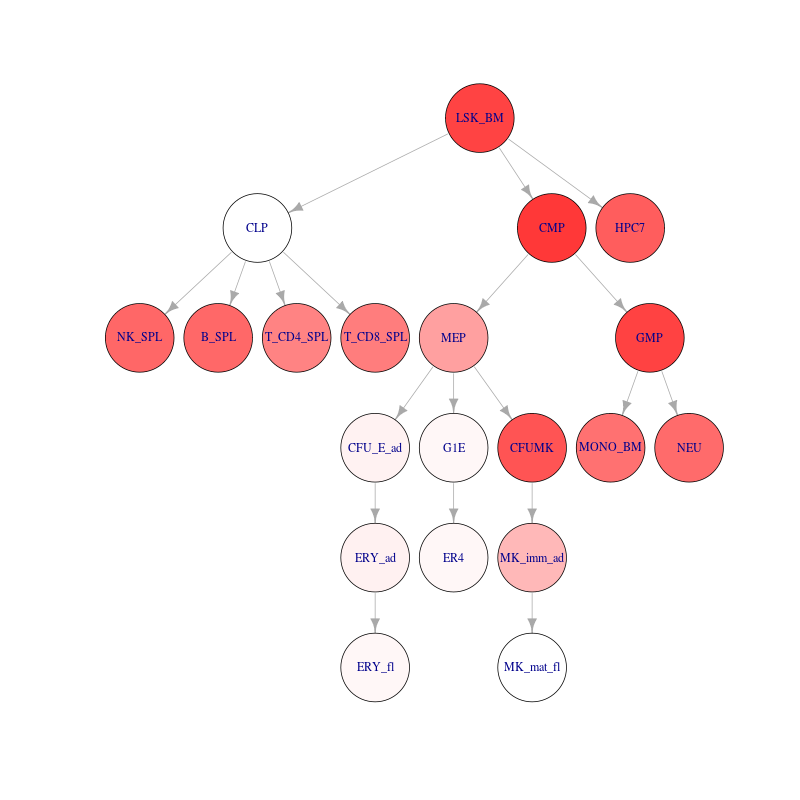 LSK_BM
CLP
CMP
HPC7
NK_SPL
B_SPL
T_CD4_SPL
T_CD8_SPL
MEP
GMP
CFU_E_ad
G1E
CFUMK
MONO_BM
NEU
ERY_ad
ER4
MK_imm_ad
ERY_fl
MK_mat_fl